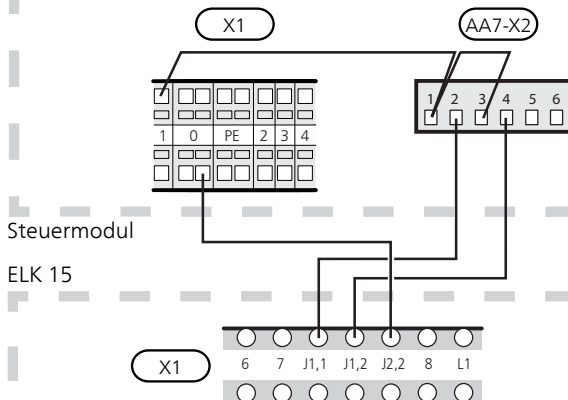 X1
AA7-X2
1 2 3 4 5 6
1 0 PE 2 3 4
Steuermodul
ELK 15
X1
6 7 J1,1 J1,2 J2,2 8 L1